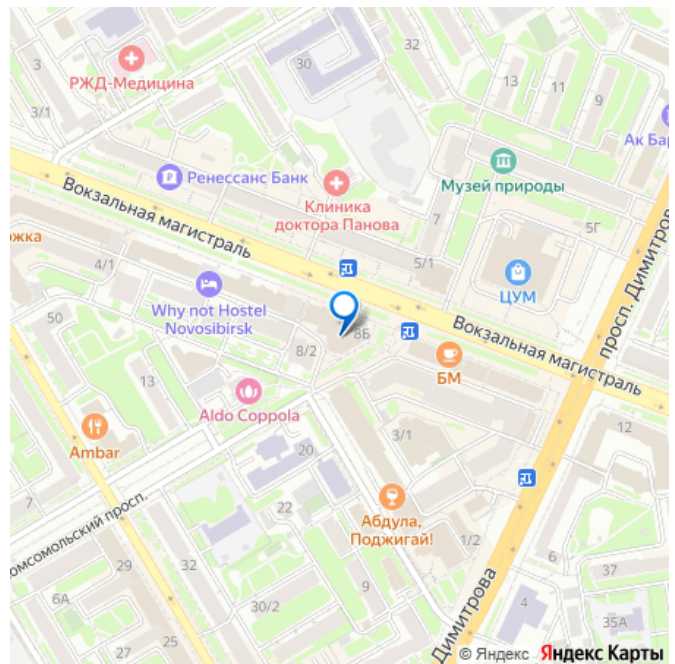 32
3
30
РЖД-Медицина
13
11
9
3/1
Ак Бар
Ренессанс Банк
Музей природы
Клиника
доктора Панова
7
5Г
Вокзальная магистраль
ожка
4/1
5/1
ЦУМ
просп. Димитров
Why not Hostel
Novosibirsk
50
8Б
Вокзальная магистраль
8/2
БМ
13
Aldo Coppola
12
Ambar
3/1
20
7
22
Абдула,
Поджигай!
1/2
омсомольский просп.
29
32
6
37
9
6А
30/2
Димитрова
4
35А
27
25
© Яндекс Яндекс Карты